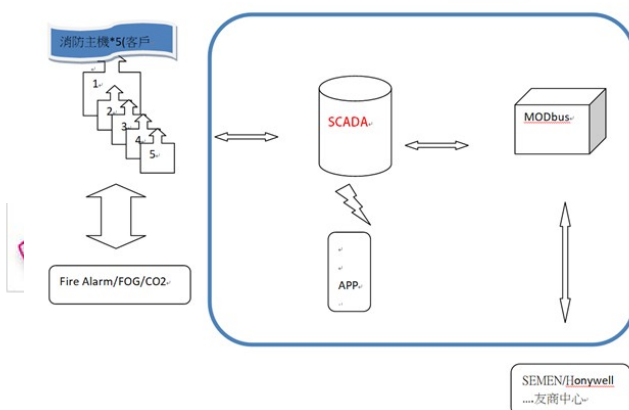 消防主機*5(客戶
1
2
3
4
5
SCADA
MODbus
APP
Fire Alarm/FOG/CO2
SEMEN/Honywell
....友商中心